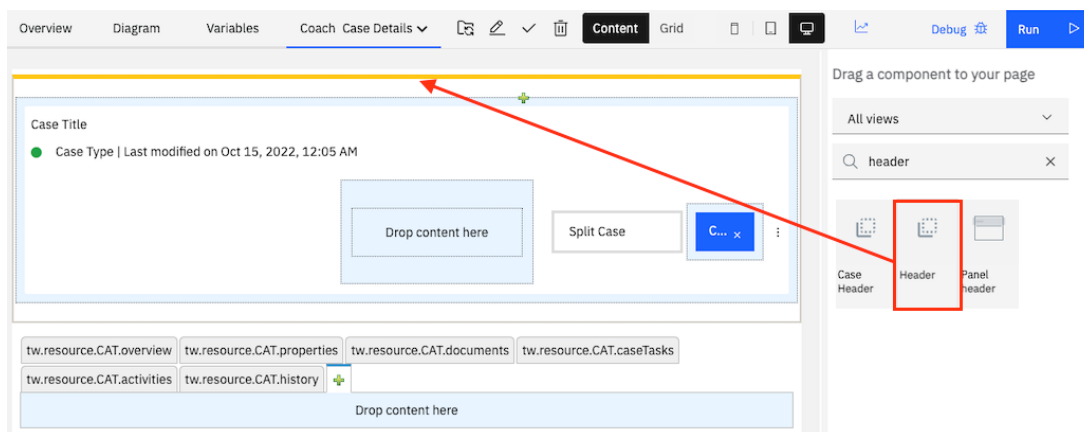 Overview Diagram Variables Coach Case Details Content Grid Debug Run
Drag a component to your page
All views
header
Case Title
Case Type | Last modified on Oct 15, 2022, 12:05 AM
Drop content here Split Case C... ×
Case
Header
Header
Panel
header
tw.resource.CAT.overview tw.resource.CAT.properties tw.resource.CAT.documents tw.resource.CAT.caseTasks
tw.resource.CAT.activities tw.resource.CAT.history
Drop content here